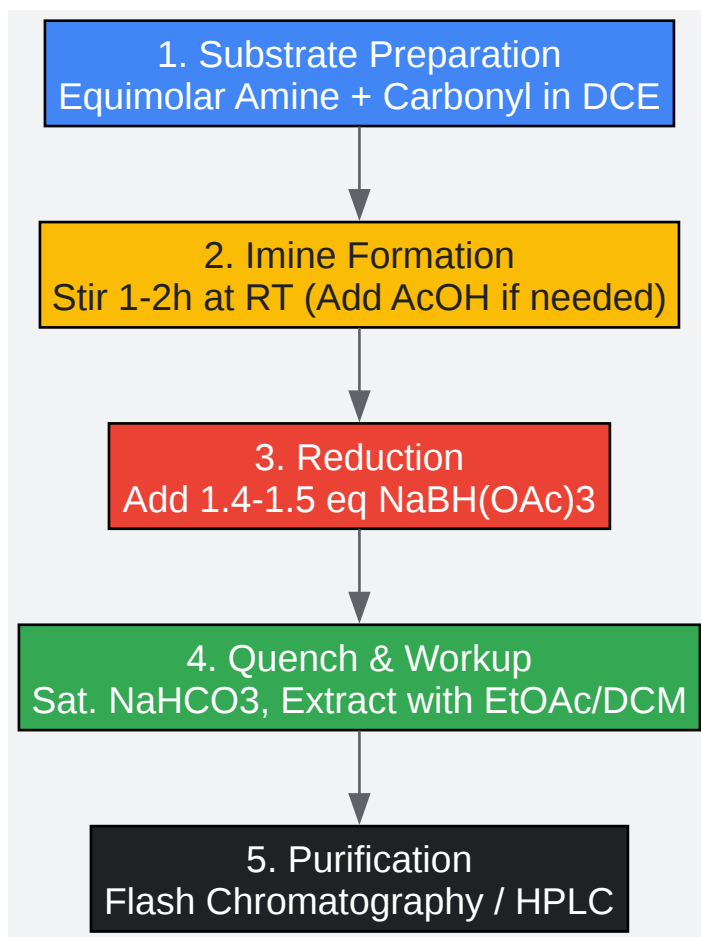 1. Substrate Preparation
Equimolar Amine + Carbonyl in DCE
2. Imine Formation
Stir 1-2h at RT (Add AcOH if needed)
3. Reduction
Add 1.4-1.5 eq NaBH(OAc)3
4. Quench & Workup
Sat. NaHCO3, Extract with EtOAc/DCM
5. Purification
Flash Chromatography / HPLC